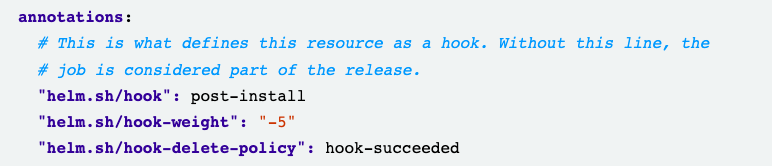 annotations:
# This is what defines this resource as a hook. Without this line, the
# job is considered part of the release.
"helm.sh/hook": post-install
"helm.sh/hook-weight": "-5"
"helm.sh/hook-delete-policy": hook-succeeded